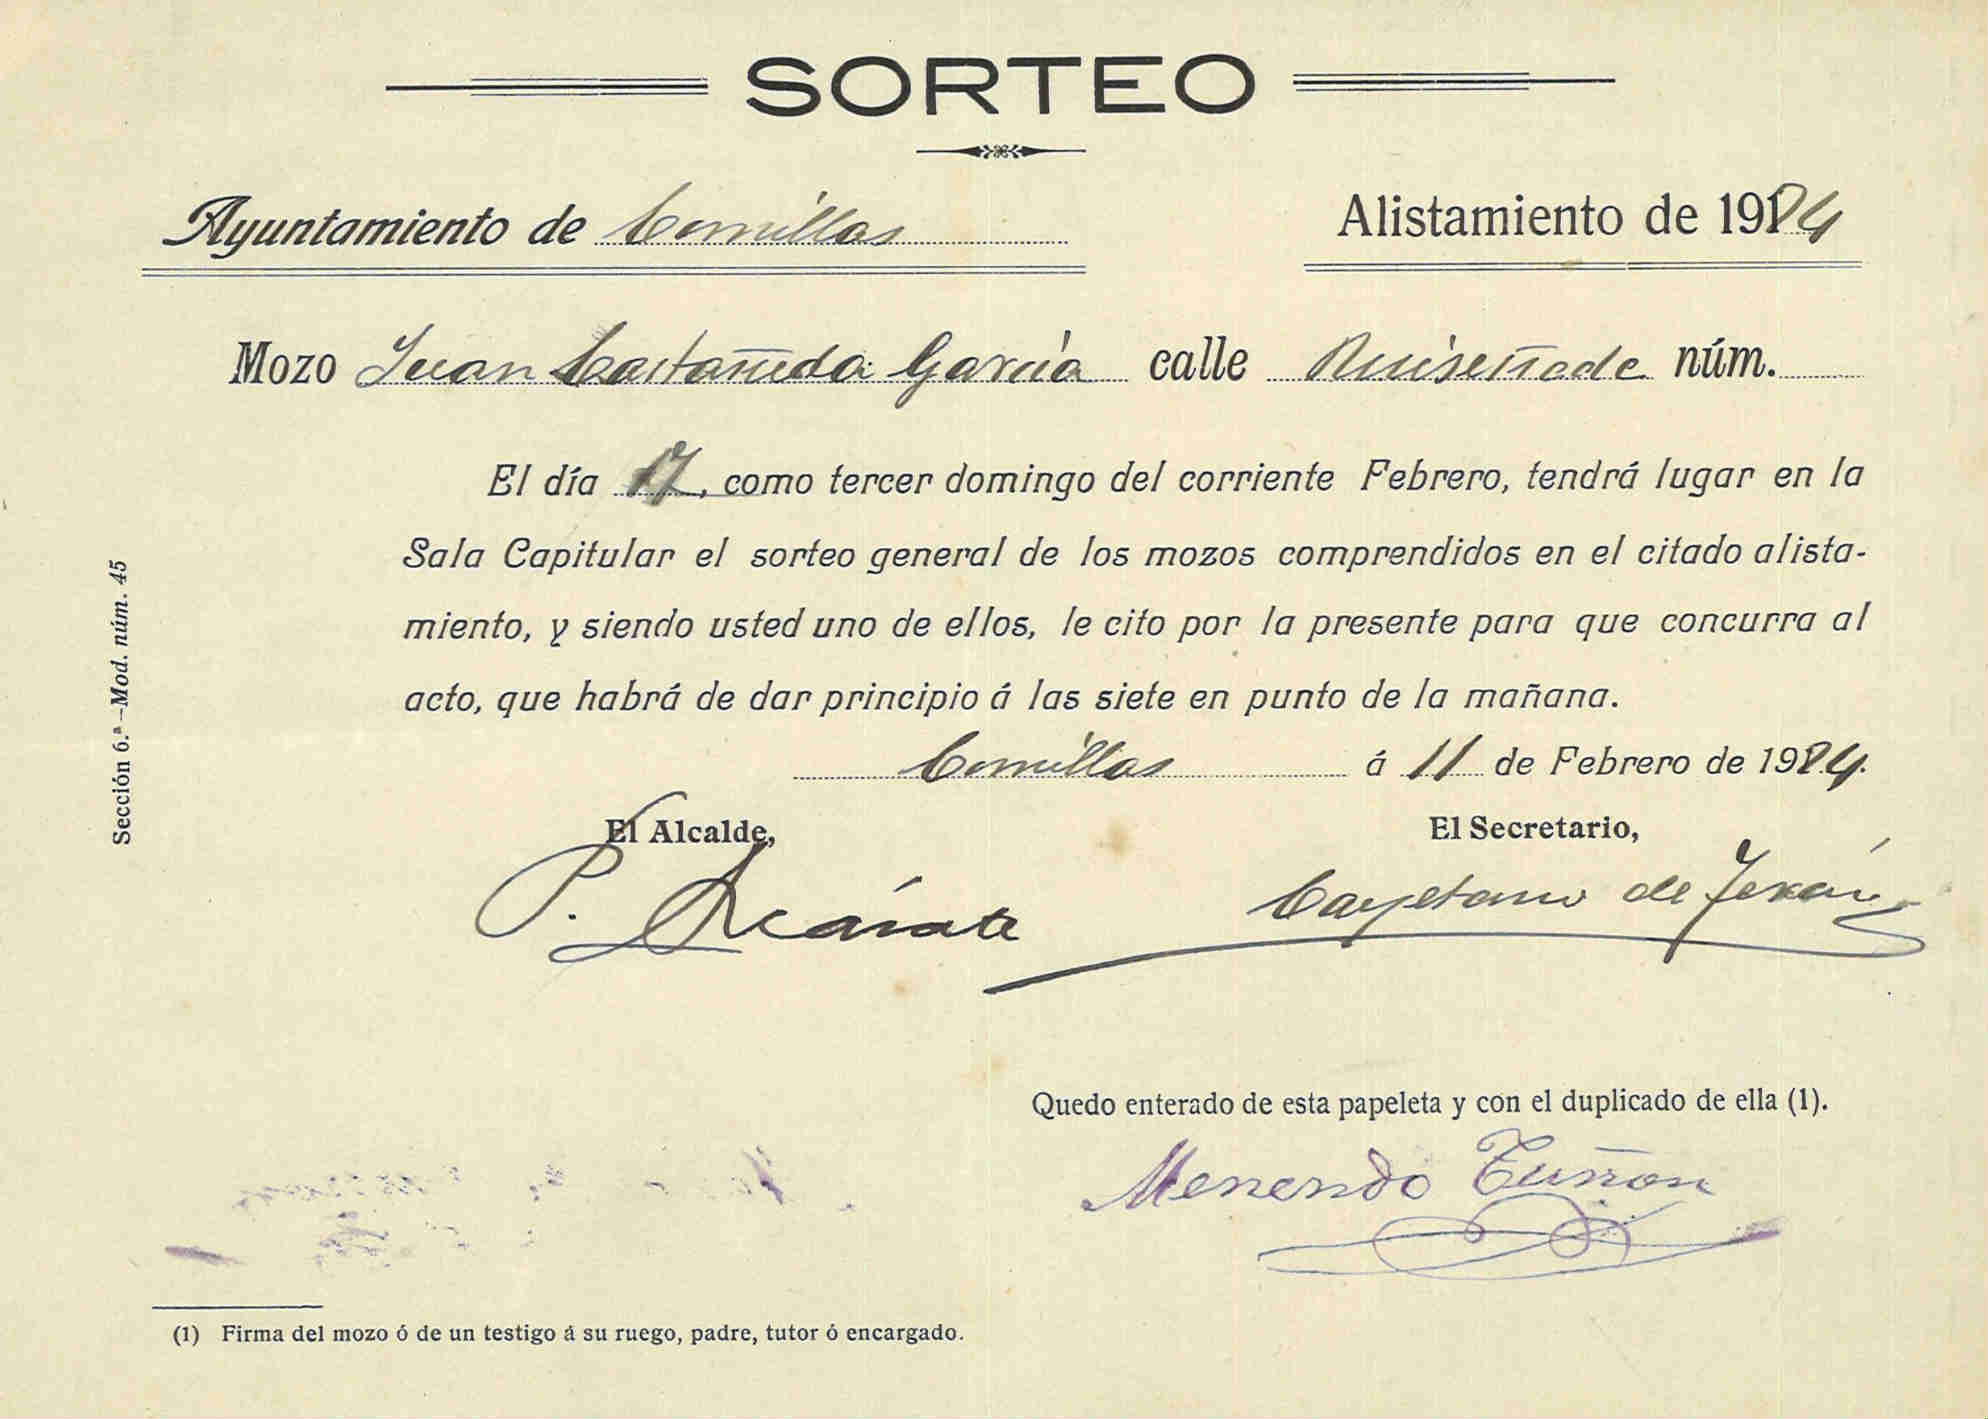 SORTEO
Ayuntamiento de Comillas
Alistamiento de 1924
Mozo Juan Castañeda García calle Ruiseñada núm.
El día 17, como tercer domingo del corriente Febrero, tendrá lugar en la
Sala Capitular el sorteo general de los mozos comprendidos en el citado alista-
miento, y siendo usted uno de ellos, le cito por la presente para que concurra al
acto, que habrá de dar principio á las siete en punto de la mañana.
Comillas á 11 de Febrero de 1924.
El Alcalde,
P.
El Secretario,
Cayetano de Terán
Quedo enterado de esta papeleta y con el duplicado de ella (1).
Menendo Tuñon
(1) Firma del mozo ó de un testigo á su ruego, padre, tutor ó encargado.
Sección 6.ª—Mod. núm. 45